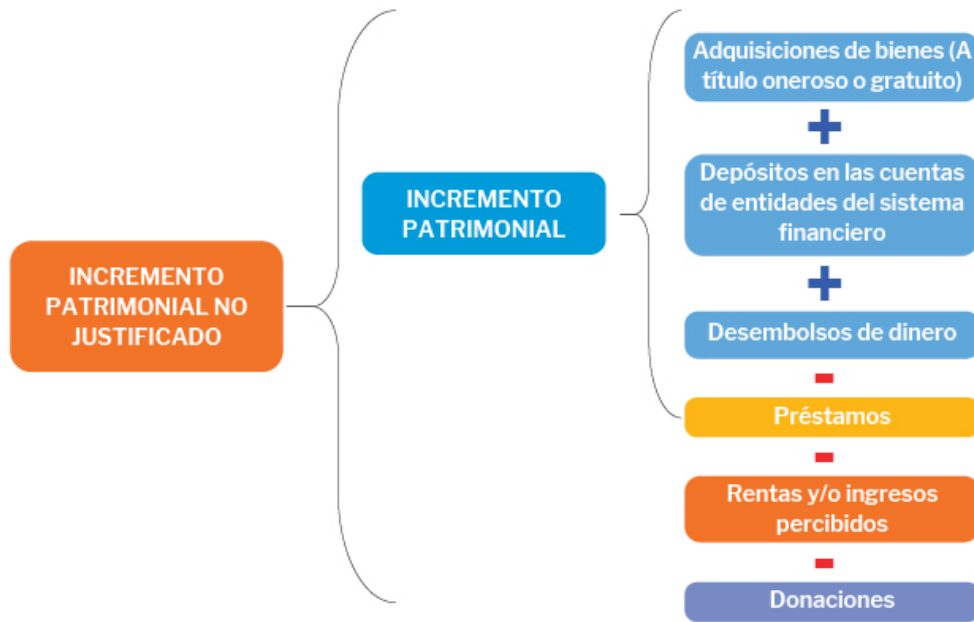 INCREMENTO
PATRIMONIAL NO
JUSTIFICADO
INCREMENTO
PATRIMONIAL
Adquisiciones de bienes (A
título oneroso o gratuito)
+
Depósitos en las cuentas
de entidades del sistema
financiero
+
Desembolsos de dinero
-
Préstamos
-
Rentas y/o ingresos
percibidos
-
Donaciones